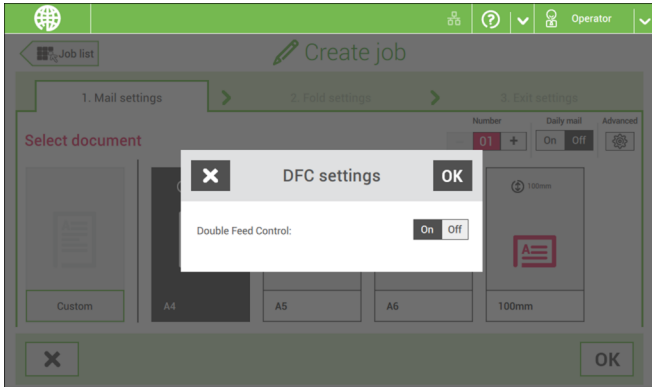 Operator
Job list
Create job
1. Mail settings
2. Fold settings
3. Exit settings
Select document
Number
Daily mail
Advanced
01 +
On Off
DFC settings
OK
100mm
Double Feed Control:
On Off
Custom
A4
A5
A6
100mm
OK